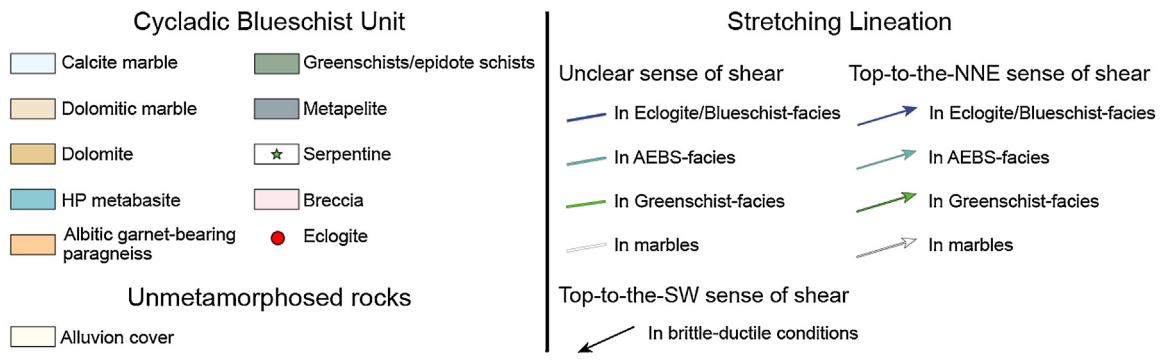 Cycladic Blueschist Unit
Calcite marble
Dolomitic marble
Dolomite
HP metabasite
Albitic garnet-bearing
paragneiss
Greenschists/epidote schists
Metapelite
Serpentine
Breccia
Eclogite
Unmetamorphosed rocks
Alluvion cover
Stretching Lineation
Unclear sense of shear
In Eclogite/Blueschist-facies
In AEBS-facies
In Greenschist-facies
In marbles
Top-to-the-NNE sense of shear
In Eclogite/Blueschist-facies
In AEBS-facies
In Greenschist-facies
In marbles
Top-to-the-SW sense of shear
In brittle-ductile conditions